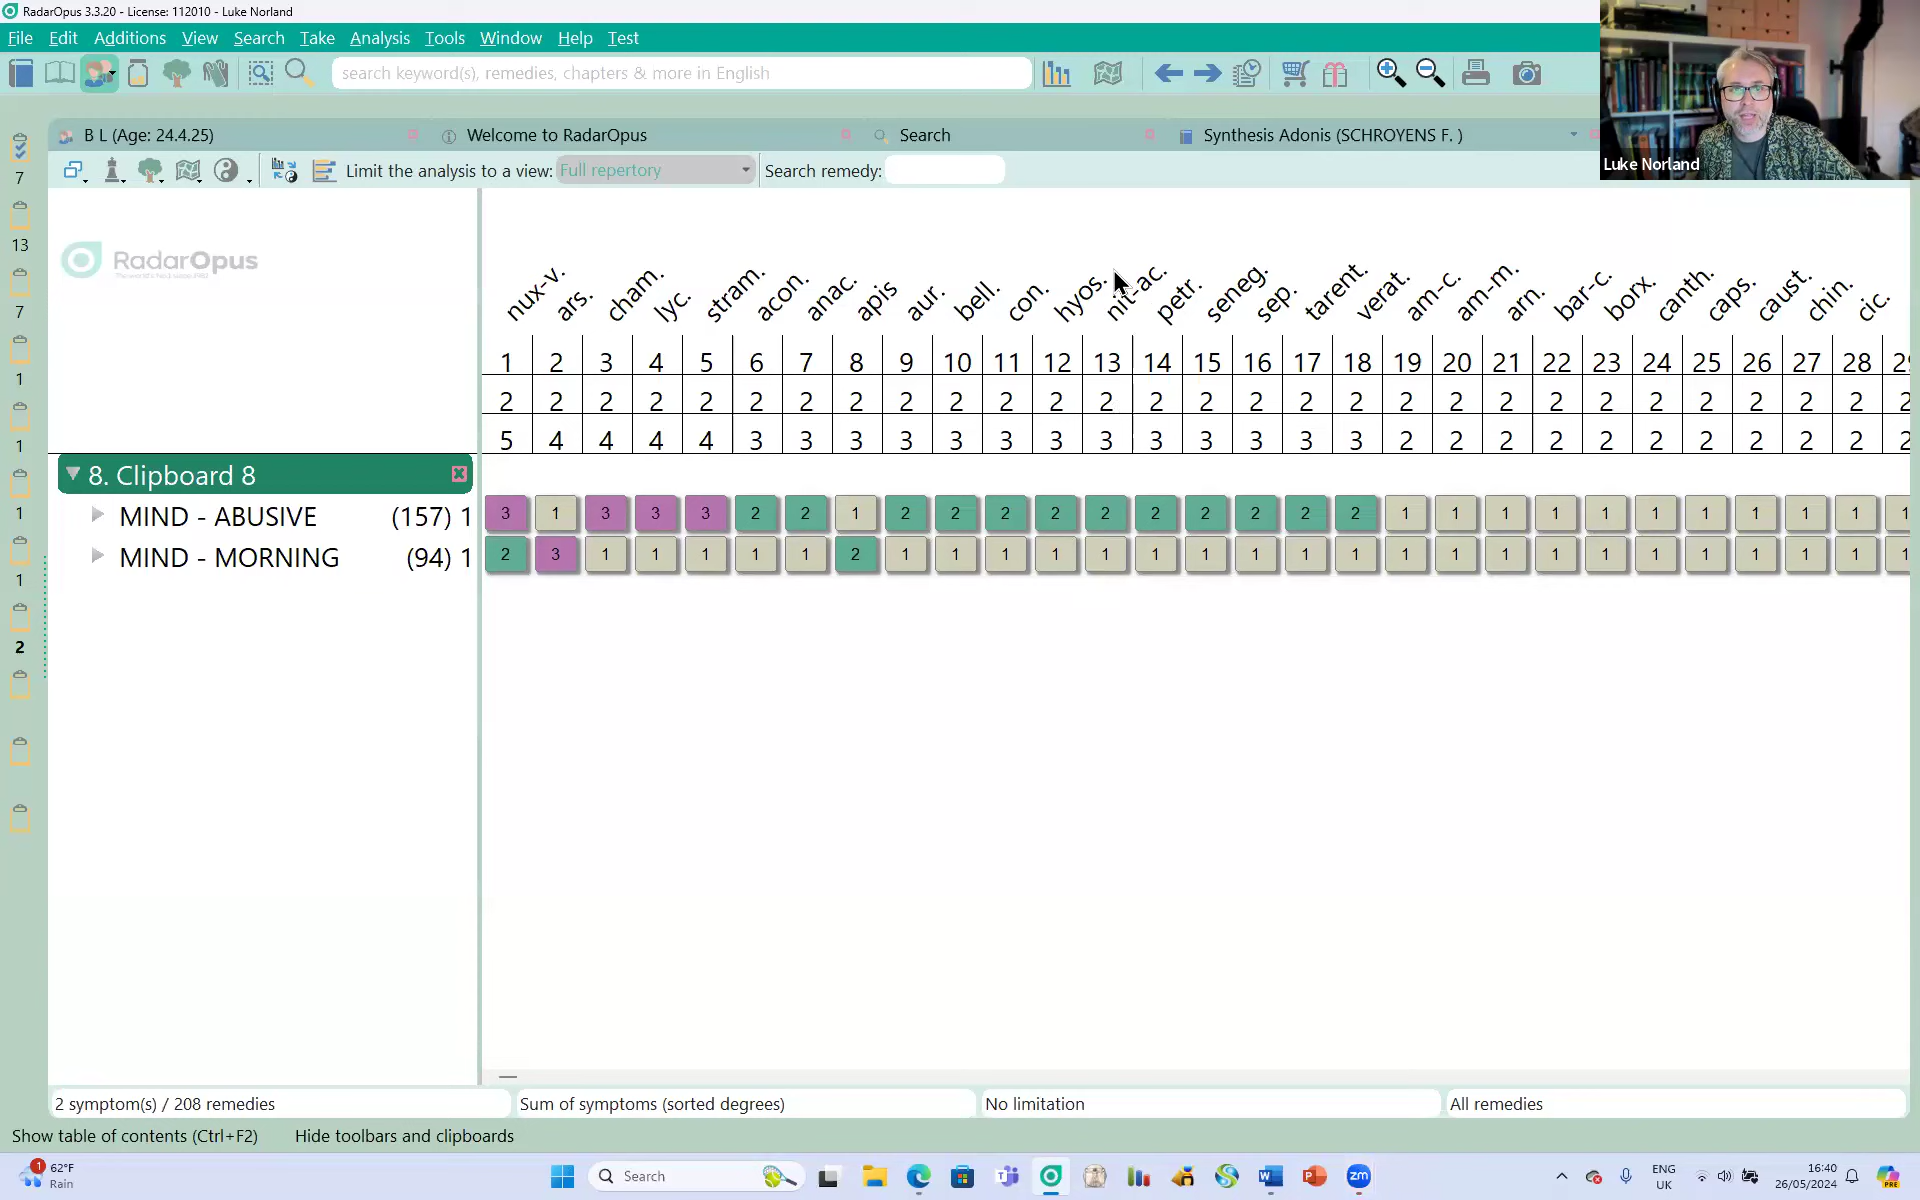 RadarOpus 3.3.20 - License: 112010 - Luke Norland
File Edit Additions View Search Take Analysis Tools Window Help Test
search keyword(s), remedies, chapters & more in English
Luke Norland
B L (Age: 24.4.25) Welcome to RadarOpus Search Synthesis Adonis (SCHROYENS F. )
Limit the analysis to a view: Full repertory Search remedy:
RadarOpus
nux-v. ars. cham. lyc. stram. acon. anac. apis aur. bell. con. hyos. nit-ac. petr. seneg. sep. tarent. verat. am-c. am-m. arn. bar-c. borx. canth. caps. caust. chin. cic.
1 2 3 4 5 6 7 8 9 10 11 12 13 14 15 16 17 18 19 20 21 22 23 24 25 26 27 28 29
2 2 2 2 2 2 2 2 2 2 2 2 2 2 2 2 2 2 2 2 2 2 2 2 2 2 2 2 2
5 4 4 4 4 3 3 3 3 3 3 3 3 3 3 3 3 3 2 2 2 2 2 2 2 2 2 2 2
8. Clipboard 8
MIND - ABUSIVE (157) 1 3 1 3 3 3 2 2 1 2 2 2 2 2 2 2 2 2 2 1 1 1 1 1 1 1 1 1 1 1
MIND - MORNING (94) 1 2 3 1 1 1 1 1 2 1 1 1 1 1 1 1 1 1 1 1 1 1 1 1 1 1 1 1 1 1
7
13
7
1
1
1
1
2
2 symptom(s) / 208 remedies Sum of symptoms (sorted degrees) No limitation All remedies
Show table of contents (Ctrl+F2) Hide toolbars and clipboards
1 62°F
Rain
Search
ENG
UK
16:40
26/05/2024
PRE